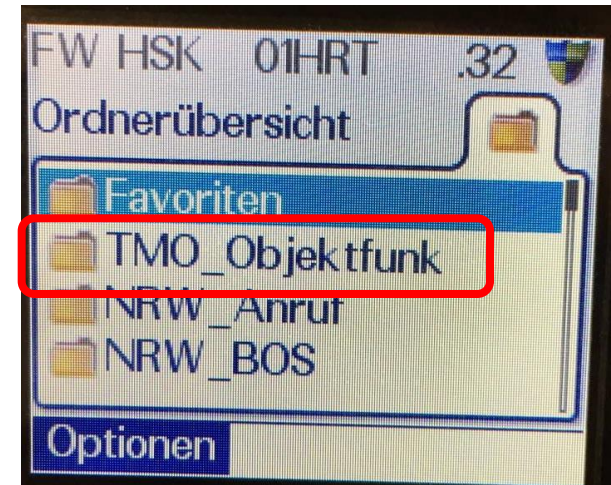 FW HSK 01HRT .32
Ordnerübersicht
Favoriten
TMO_Objektfunk
NRW_Anruf
NRW_BOS
Optionen